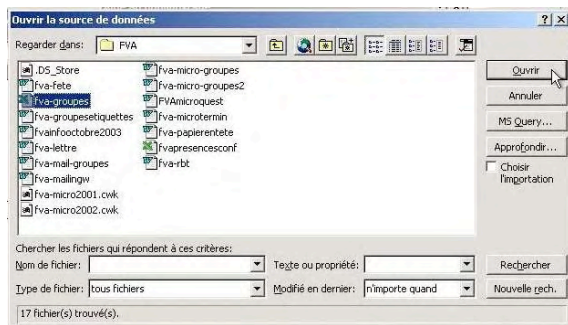 Ouvrir la source de données
Regarder dans: FVA
.DS_Store
fva-fete
fva-groupes
fva-groupesetiquettes
fvainfooctobre2003
fva-lettre
fva-mail-groupes
fva-mailingw
fva-micro2001.cwk
fva-micro2002.cwk
fva-micro-groupes
fva-micro-groupes2
FVAmicroquest
fva-microtermin
fva-papierentete
fvapresencesconf
fva-rbt
Ouvrir
Annuler
MS Query...
Approfondir...
Choisir
l'importation
Chercher les fichiers qui répondent à ces critères:
Nom de fichier: Texte ou propriété: Rechercher
Type de fichier: tous fichiers Modifié en dernier: n'importe quand Nouvelle rech.
17 fichier(s) trouvé(s).